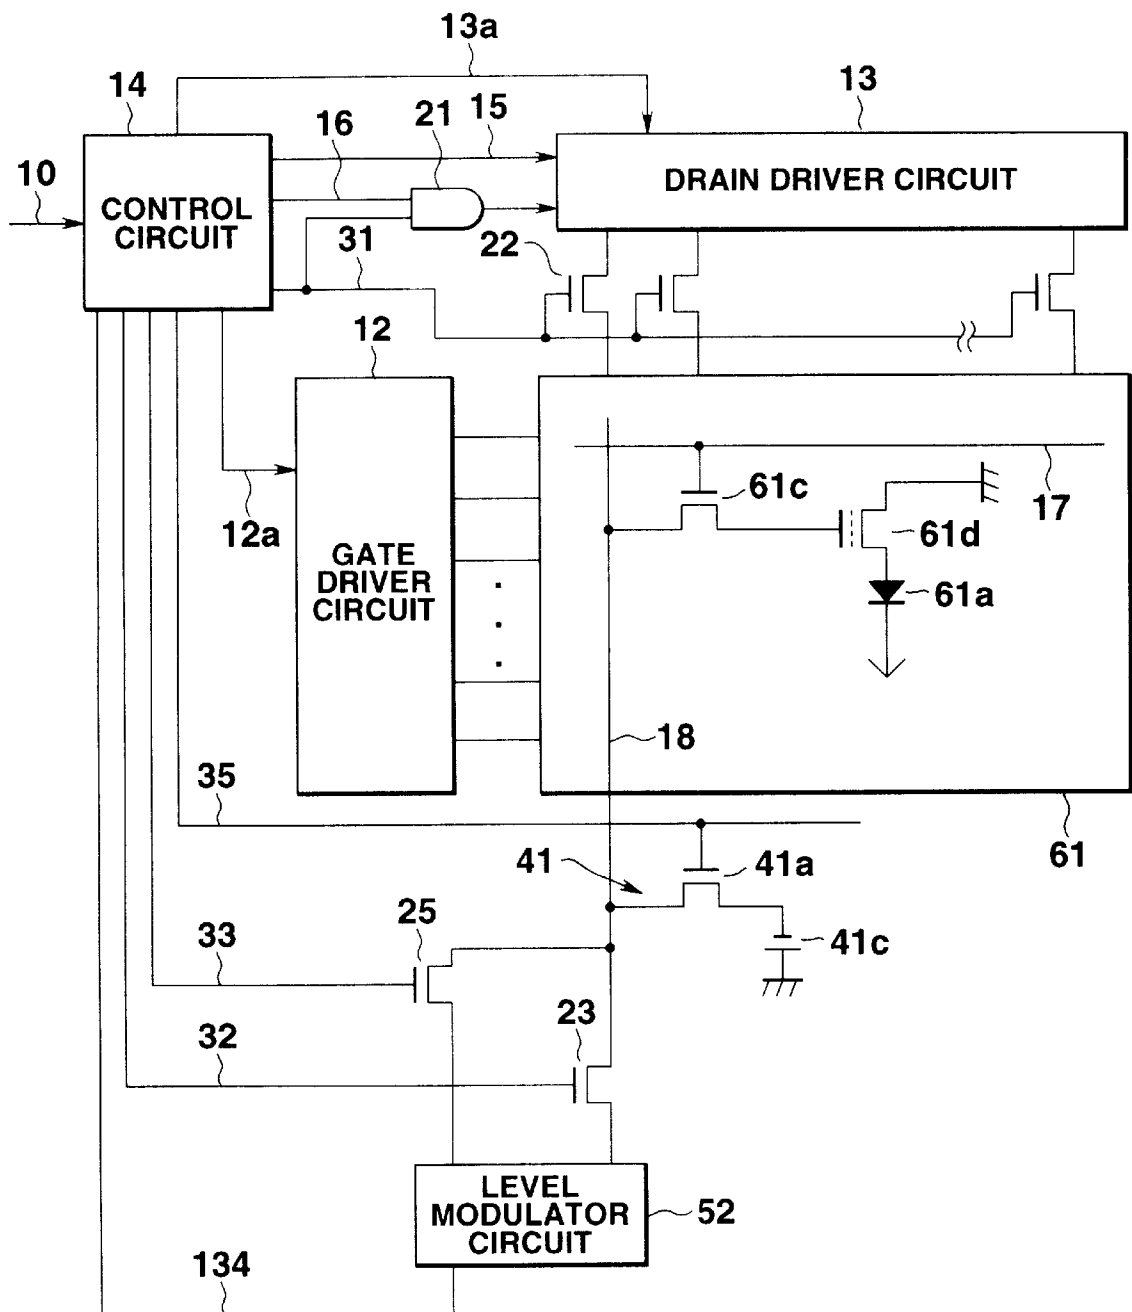 13a
14
21
15
13
16
10
CONTROL
CIRCUIT
DRAIN DRIVER CIRCUIT
31
22
12
61c
17
12a
61d
GATE
DRIVER
CIRCUIT
61a
18
35
61
41
41a
25
33
41c
23
32
LEVEL
MODULATOR
CIRCUIT
52
134